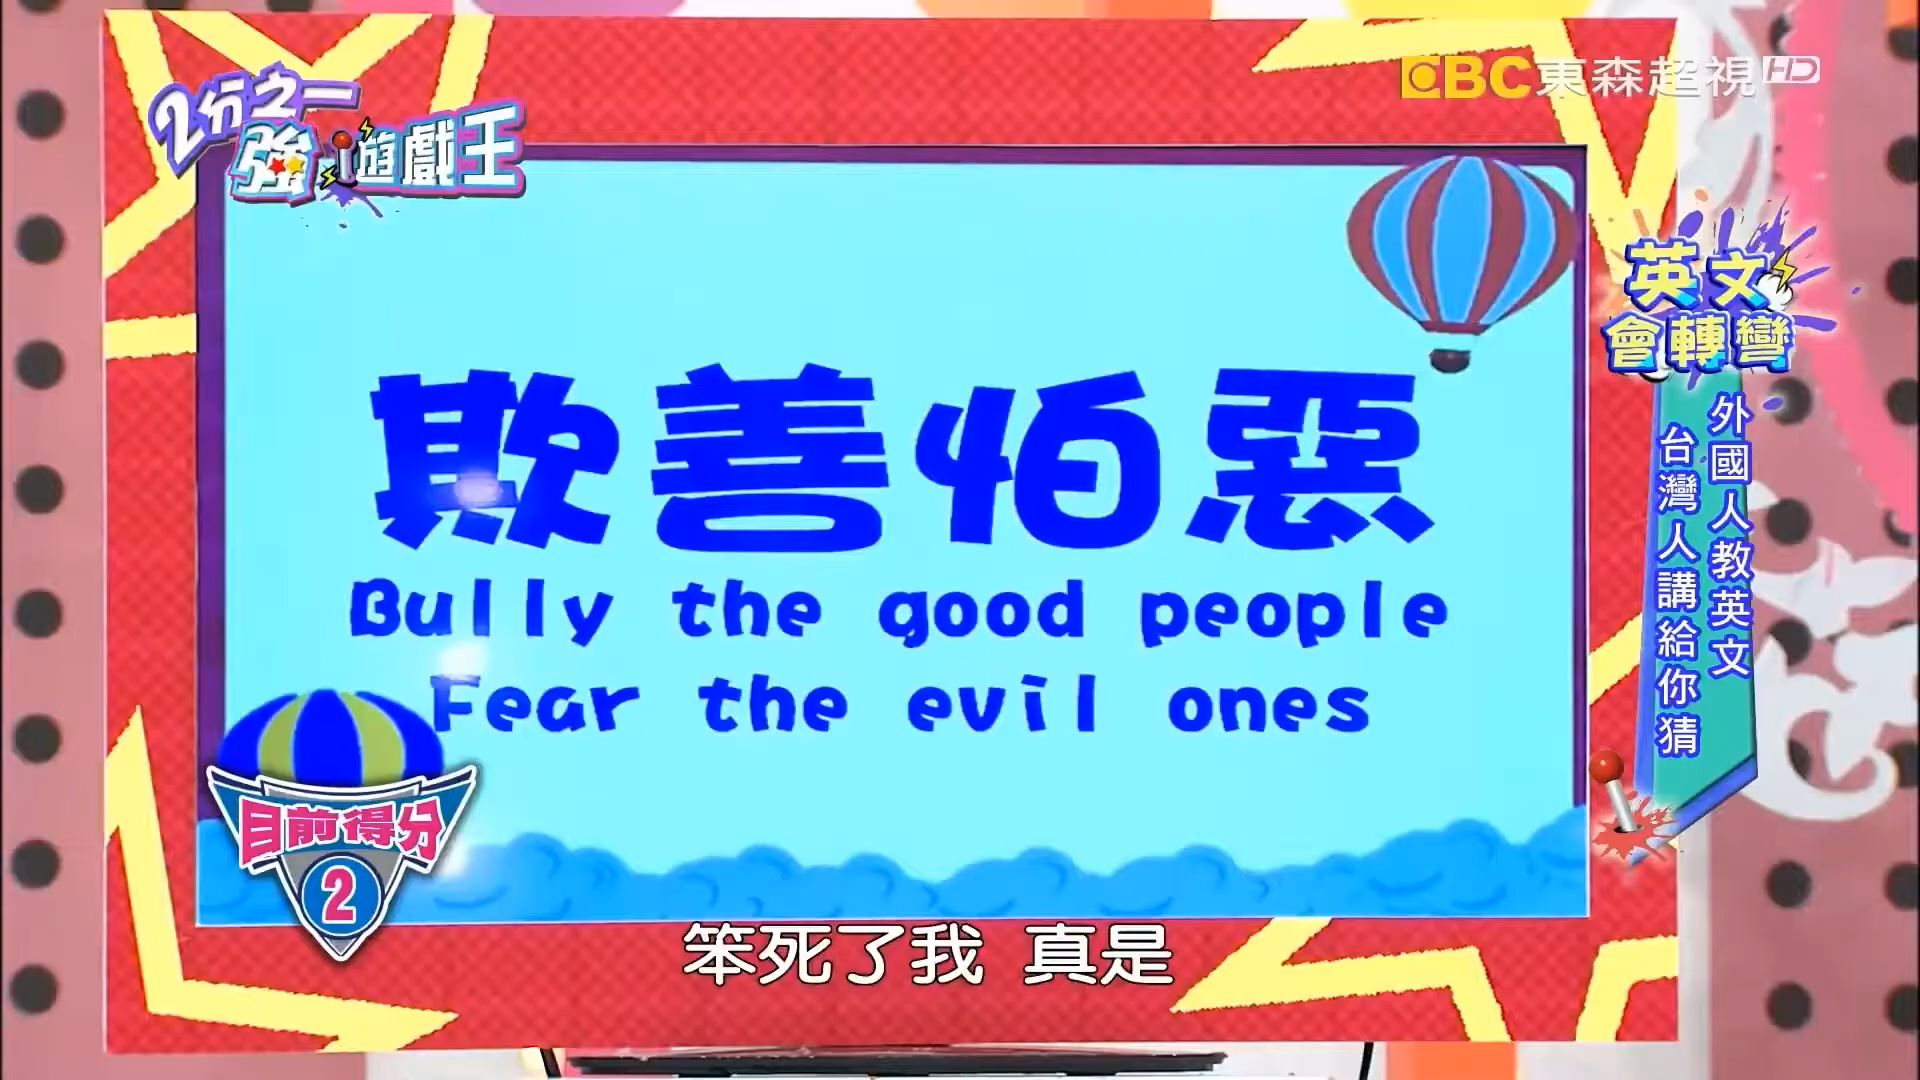 2分之一
強遊戲王
EBC東森超視HD
英文
會轉彎
外國人教英文
台灣人講給你猜
欺善怕惡
Bully the good people
Fear the evil ones
目前得分
2
笨死了我 真是